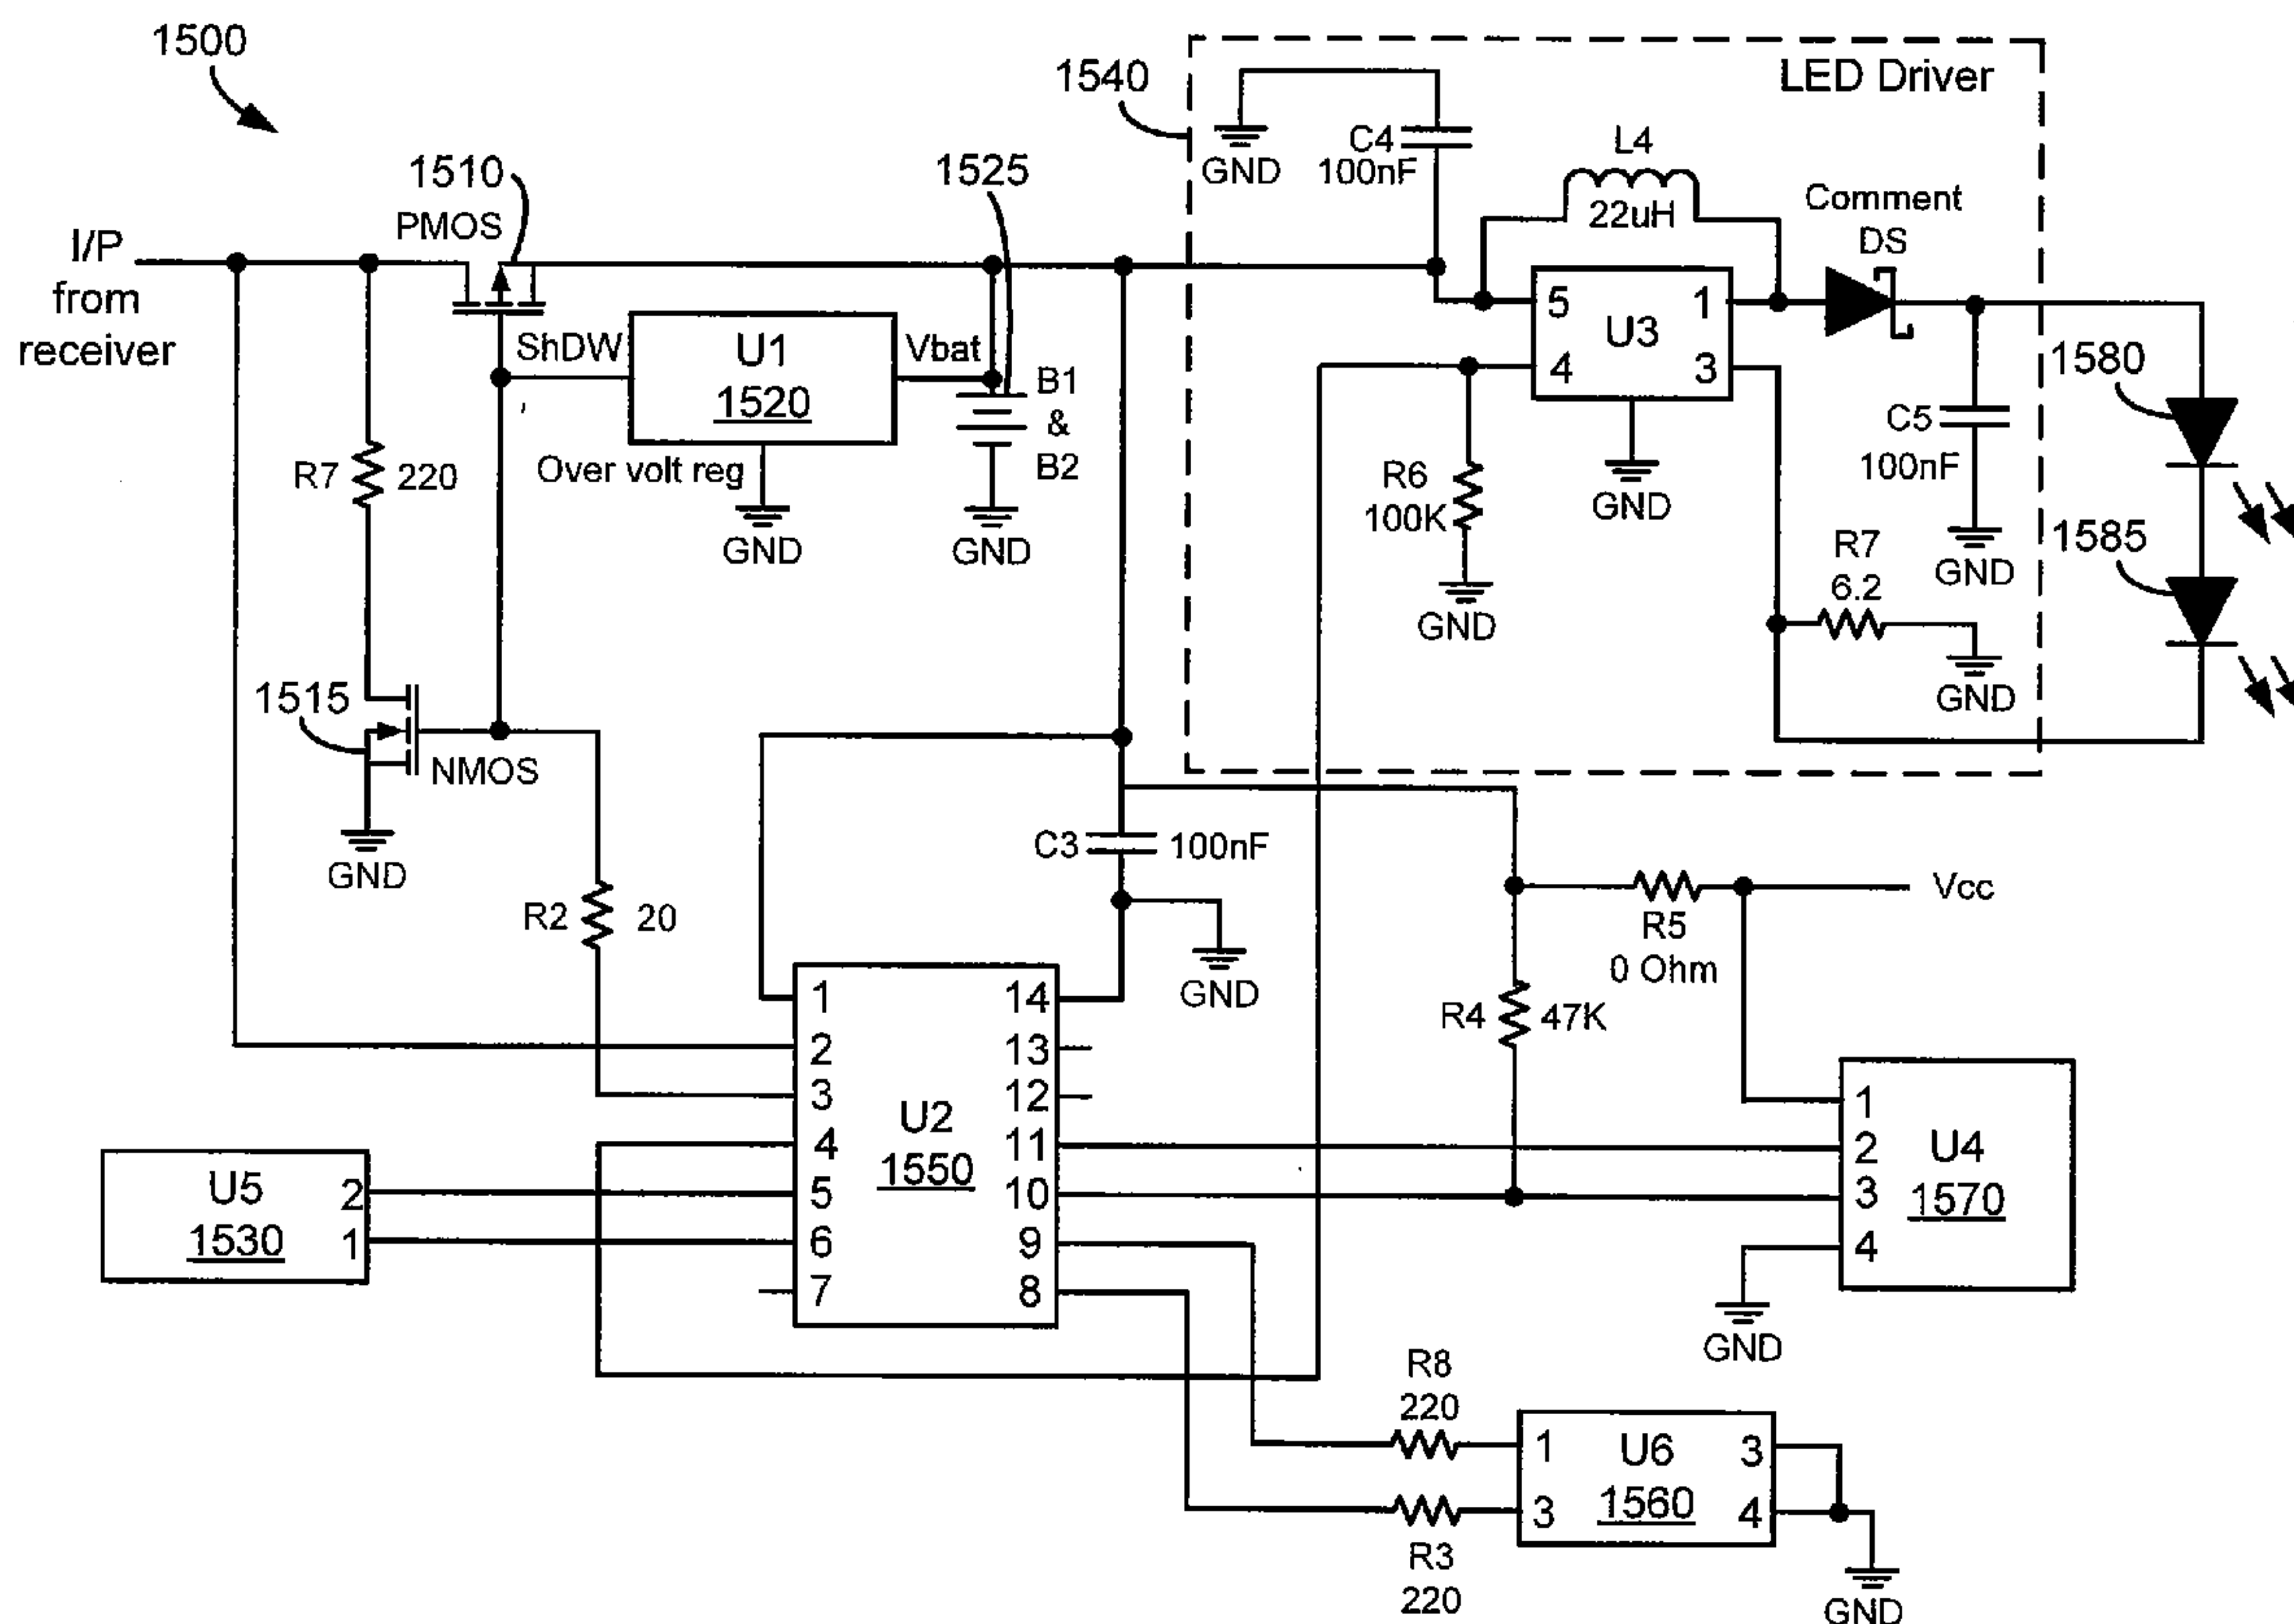 1500
1540
LED Driver
GND
C4
100nF
L4
22uH
Comment
DS
1510
PMOS
1525
I/P
from
receiver
ShDW
U1
1520
Vbat
B1
&
B2
Over volt reg
GND
GND
R7
220
5
4
U3
1
3
GND
R6
100K
GND
C5
100nF
GND
R7
6.2
GND
1580
1585
1515
NMOS
GND
R2
20
C3
100nF
GND
R5
0 Ohm
Vcc
R4
47K
U2
1550
1
2
3
4
5
6
7
14
13
12
11
10
9
8
U5
1530
2
1
U4
1570
1
2
3
4
GND
R8
220
R3
220
U6
1560
1
3
3
4
GND